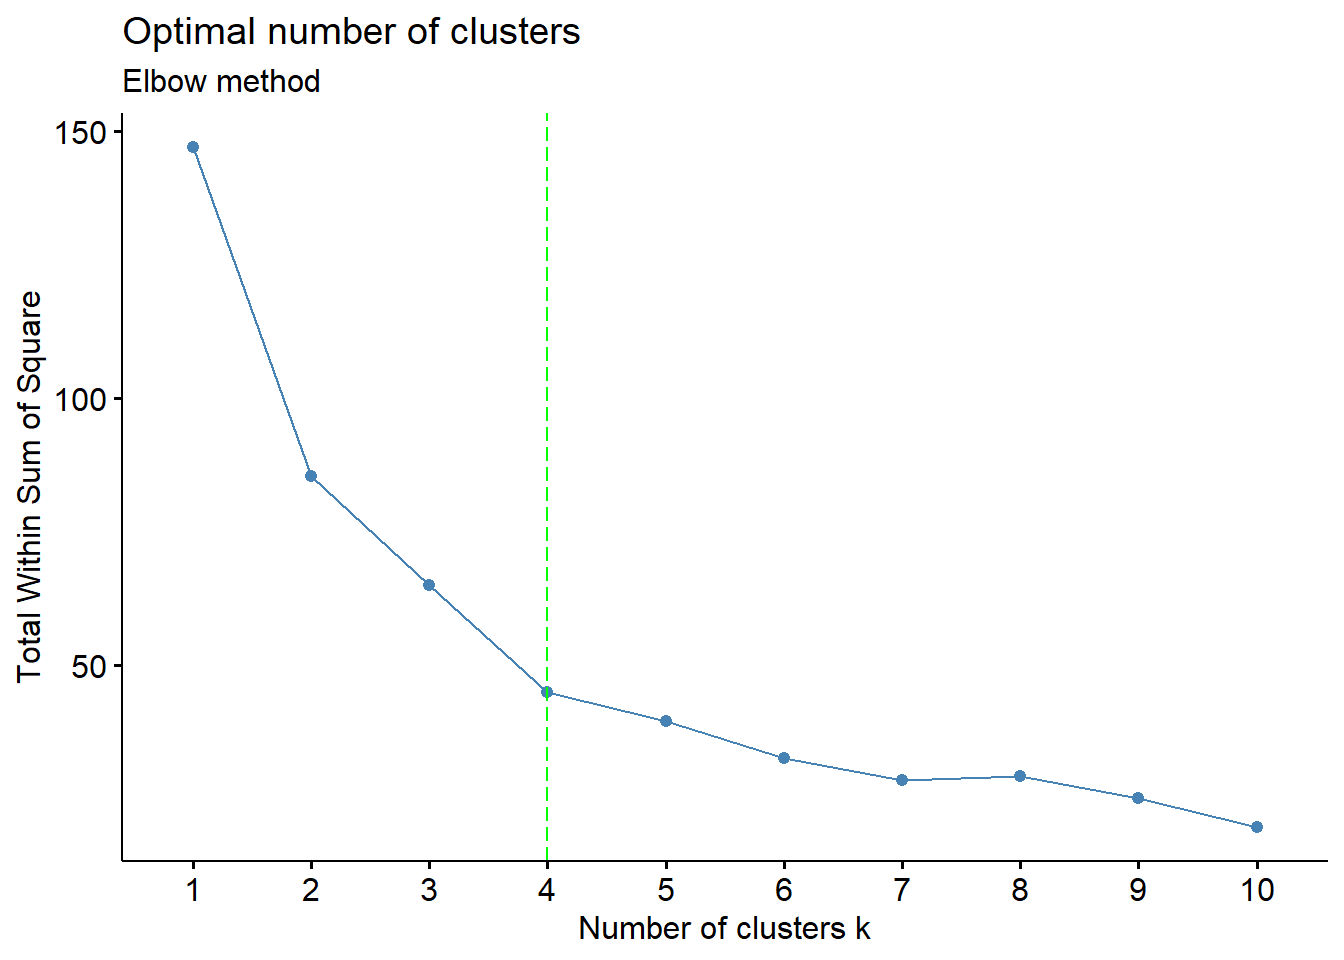 Optimal number of clusters
Elbow method
150
100
50
Total Within Sum of Square
1 2 3 4 5 6 7 8 9 10
Number of clusters k